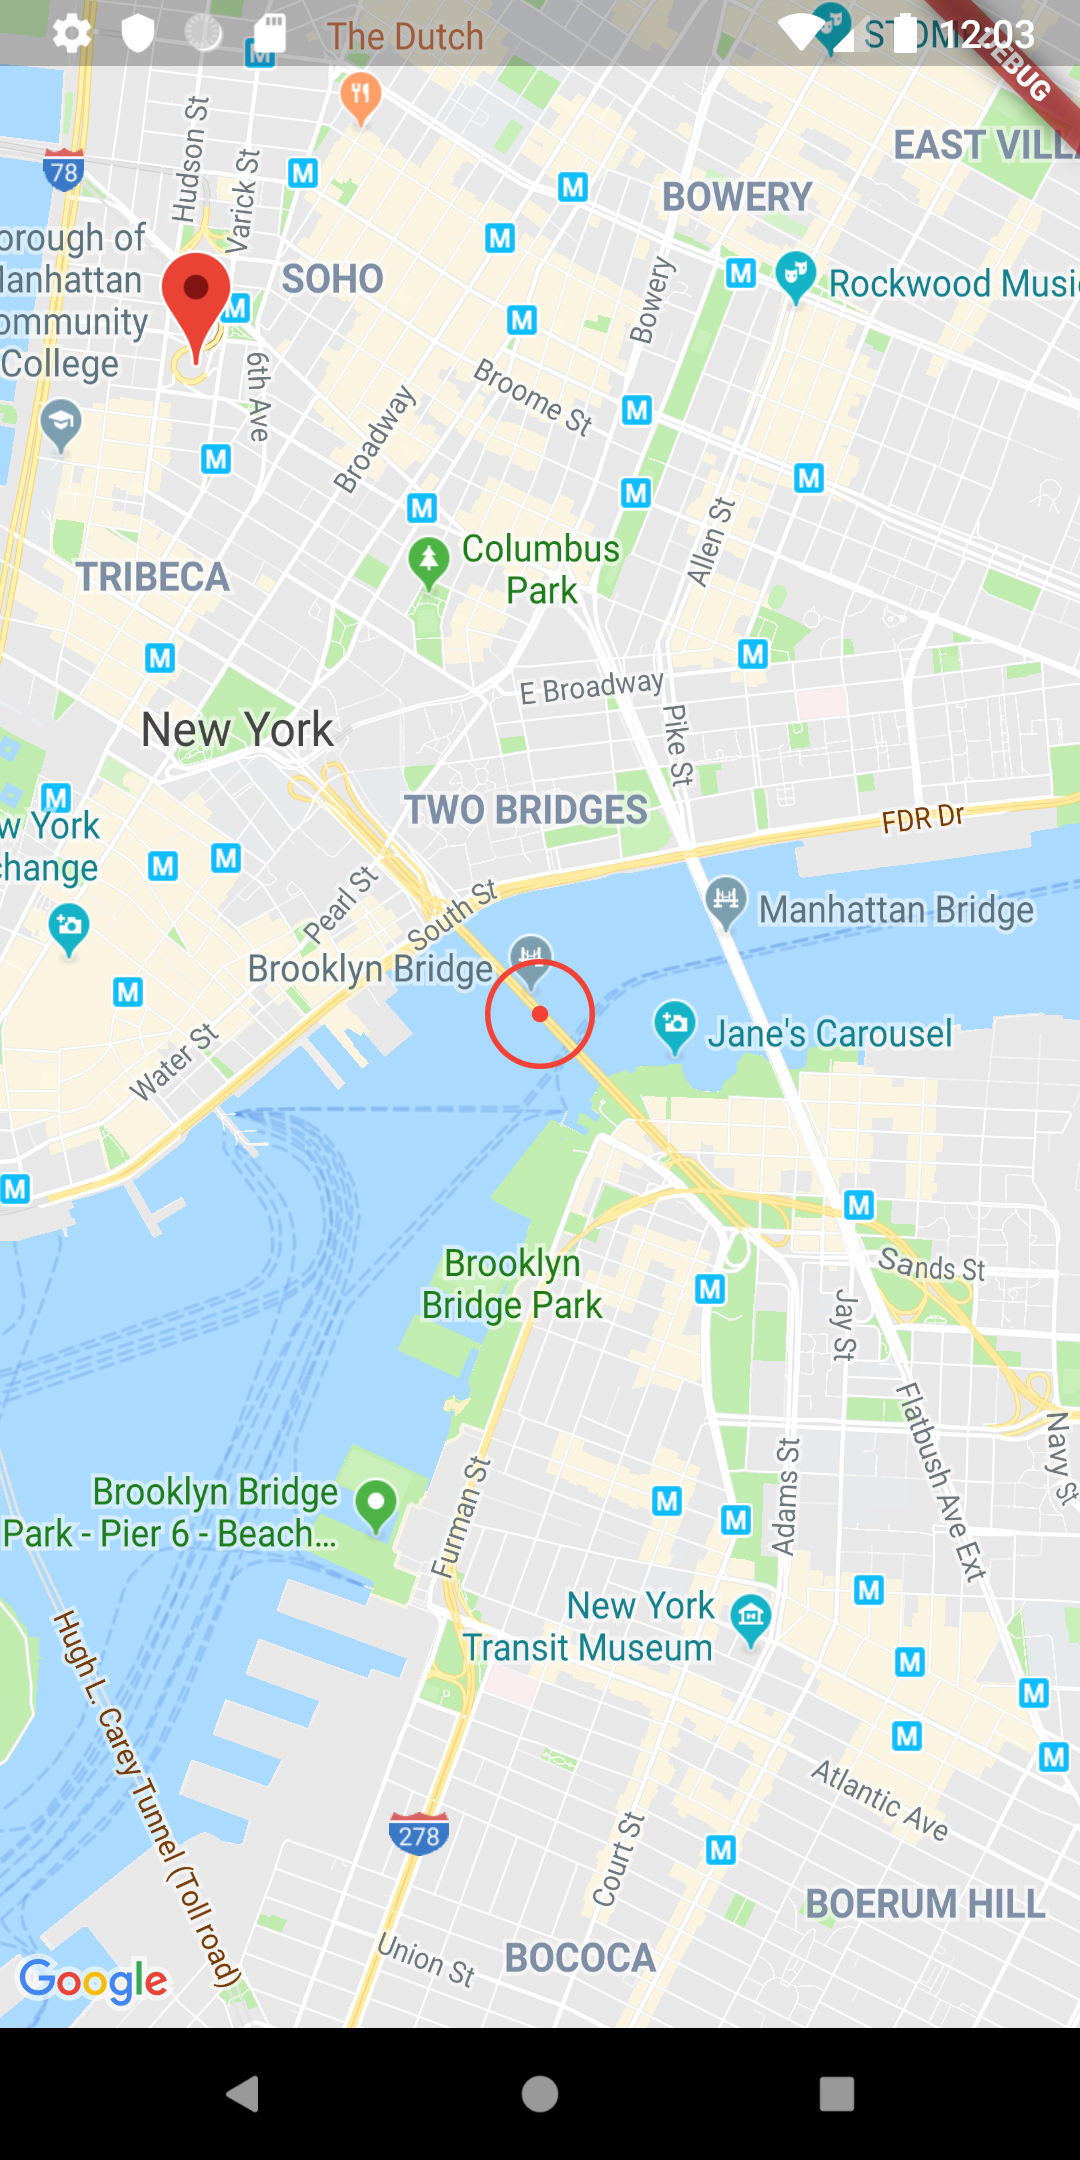 The Dutch
12:03
DEBUG
EAST VILL
BOWERY
78
Hudson St
Varick St
M
orough of
Manhattan
ommunity
College
SOHO
M
M
M
M
Rockwood Musi
Bowery
M
M
6th Ave
Broome St
Broadway
M
M
M
M
M
Allen St
Columbus
Park
TRIBECA
M
M
E Broadway
Pike St
New York
M
w York
change
TWO BRIDGES
FDR Dr
M
M
Pearl St
South St
Manhattan Bridge
Brooklyn Bridge
M
Water St
Jane's Carousel
M
M
Brooklyn
Bridge Park
Sands St
M
Jay St
Flatbush Ave Ext
Navy St
Adams St
Furman St
Brooklyn Bridge
Park - Pier 6 - Beach...
M
M
M
New York
Transit Museum
M
M
M
M
P
Hugh L. Carey Tunnel (Toll road)
Atlantic Ave
278
Court St
M
BOERUM HILL
Union St
BOCOCA
Google